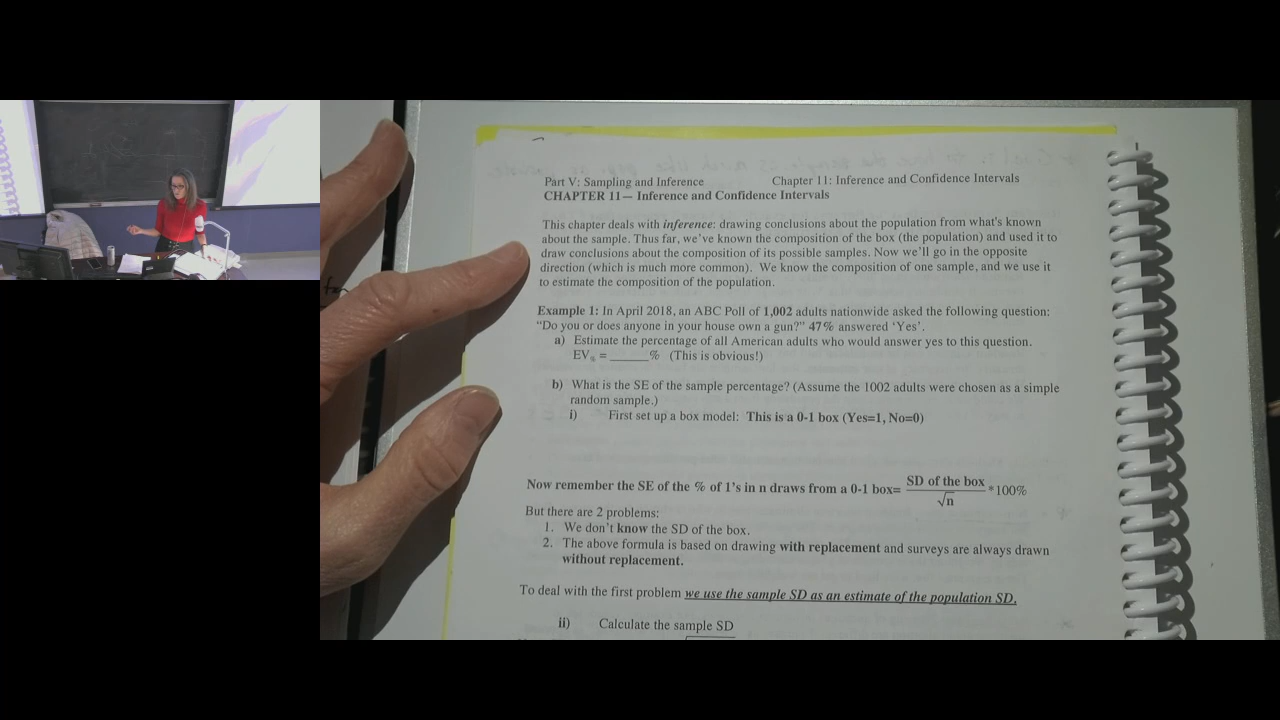 Part V: Sampling and Inference Chapter 11: Inference and Confidence Intervals
CHAPTER 11— Inference and Confidence Intervals
This chapter deals with inference: drawing conclusions about the population from what's known
about the sample. Thus far, we've known the composition of the box (the population) and used it to
draw conclusions about the composition of its possible samples. Now we'll go in the opposite
direction (which is much more common). We know the composition of one sample, and we use it
to estimate the composition of the population.
Example 1: In April 2018, an ABC Poll of 1,002 adults nationwide asked the following question:
"Do you or does anyone in your house own a gun?" 47% answered 'Yes'.
a) Estimate the percentage of all American adults who would answer yes to this question.
EV% = ______% (This is obvious!)
b) What is the SE of the sample percentage? (Assume the 1002 adults were chosen as a simple
random sample.)
i) First set up a box model: This is a 0-1 box (Yes=1, No=0)
Now remember the SE of the % of 1's in n draws from a 0-1 box= SD of the box / √n *100%
But there are 2 problems:
1. We don't know the SD of the box.
2. The above formula is based on drawing with replacement and surveys are always drawn
without replacement.
To deal with the first problem we use the sample SD as an estimate of the population SD.
ii) Calculate the sample SD